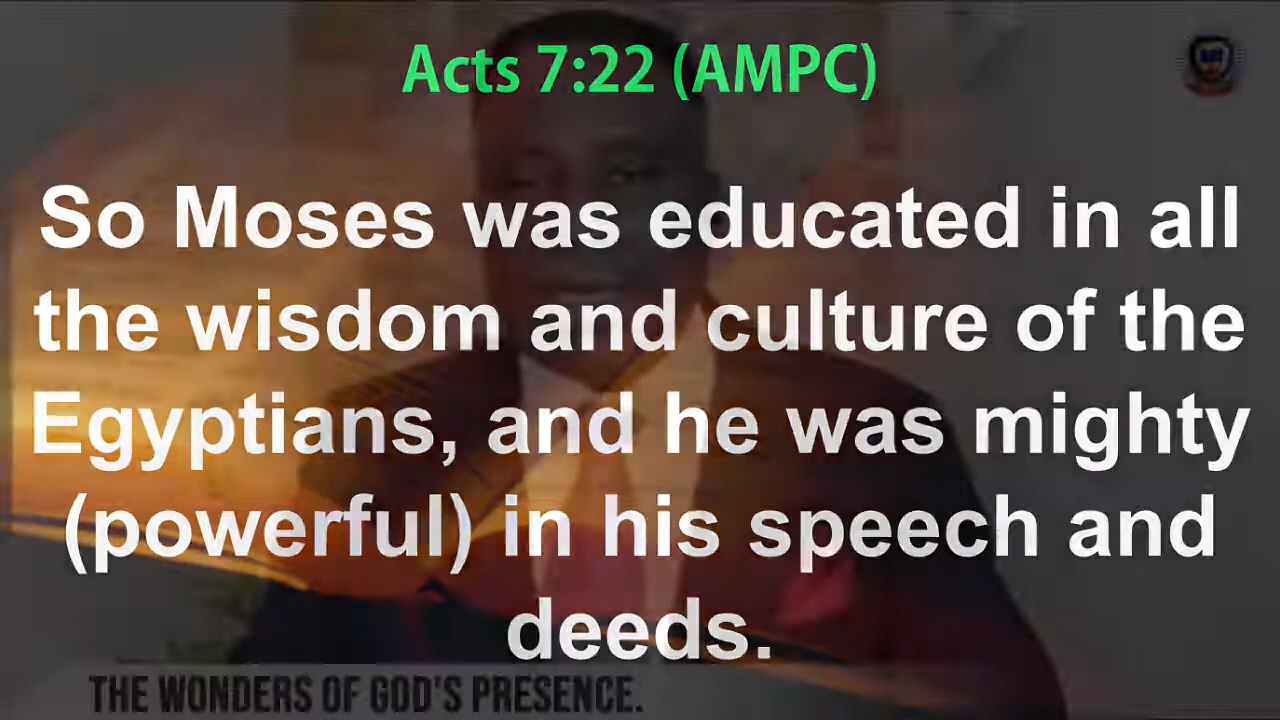 Acts 7:22 (AMPC)
So Moses was educated in all
the wisdom and culture of the
Egyptians, and he was mighty
(powerful) in his speech and
deeds.
THE WONDERS OF GOD'S PRESENCE.